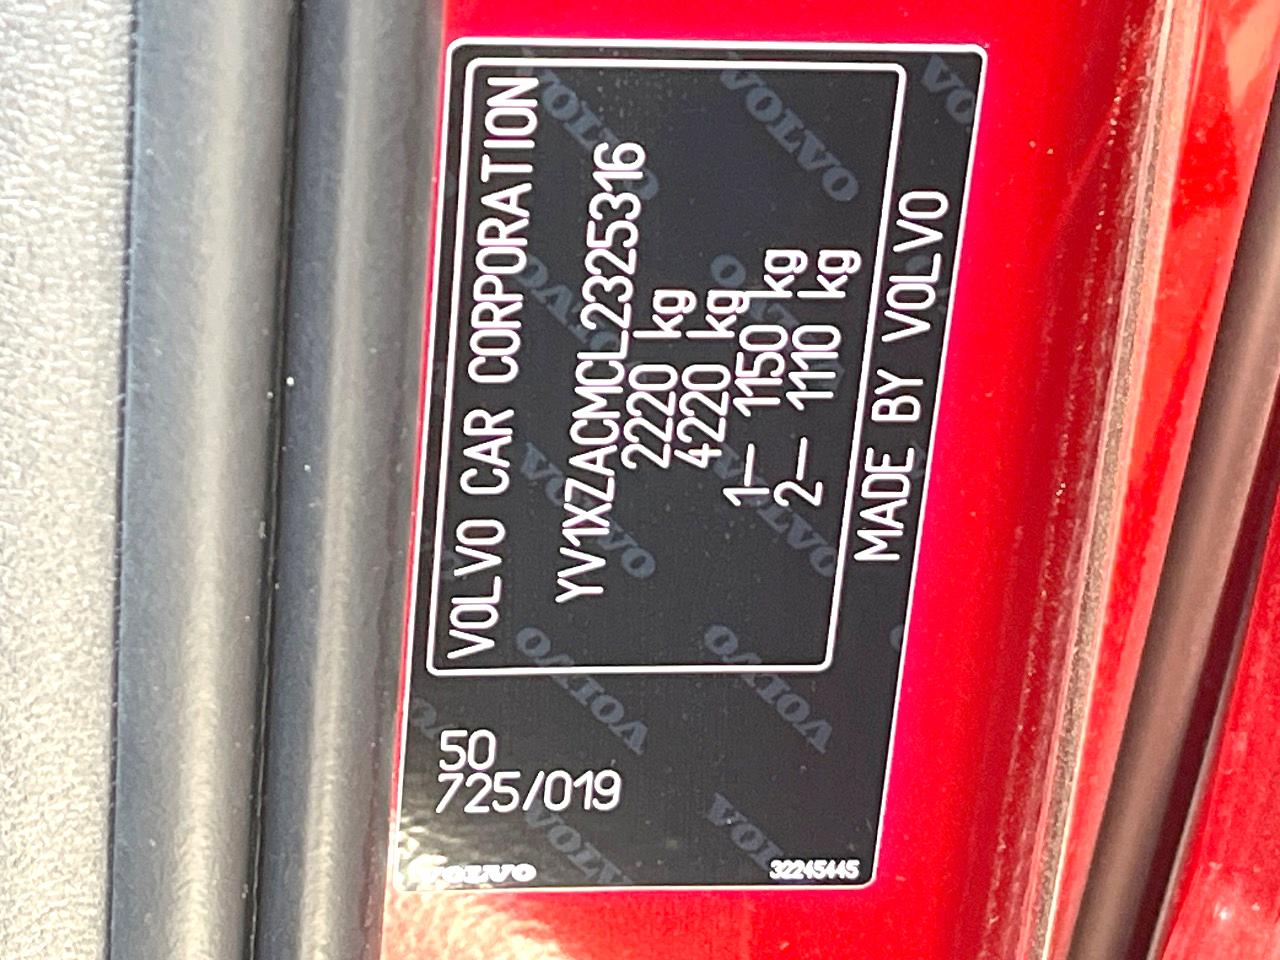 VOLVO CAR CORPORATION
YV1XZACMCL2325316
2220 kg
4220 kg
1– 1150 kg
2– 1110 kg
MADE BY VOLVO
50
725/019
VOLVO
32245445